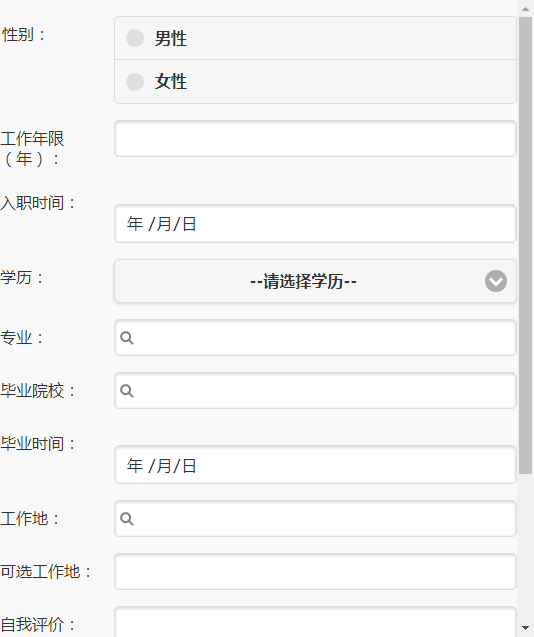 性别：
男性
女性
工作年限
（年）：
入职时间：
年 /月/日
学历：
--请选择学历--
专业：
毕业院校：
毕业时间：
年 /月/日
工作地：
可选工作地：
自我评价：